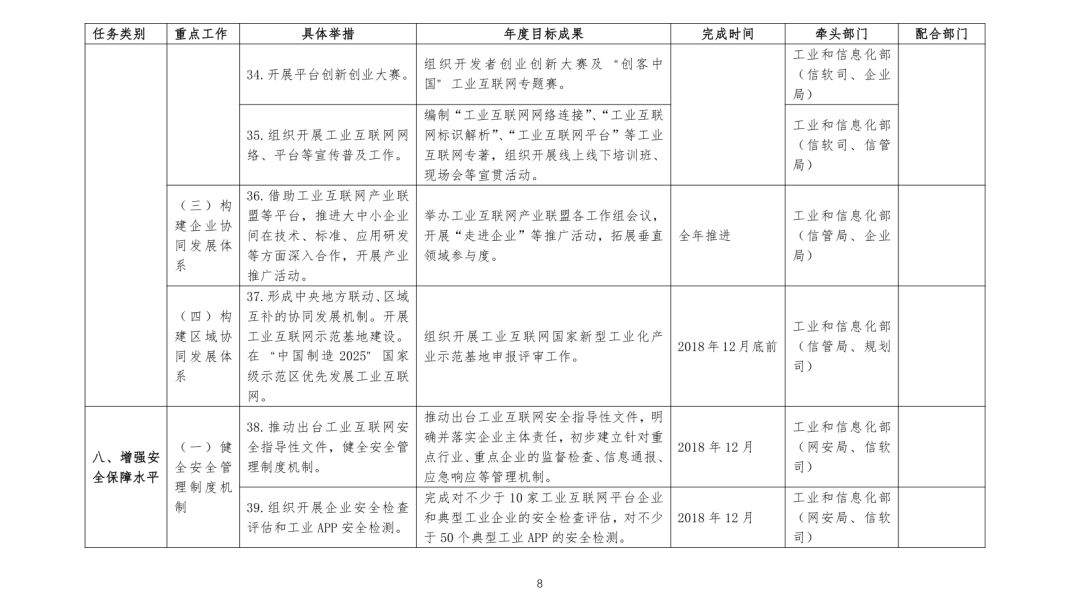 任务类别 重点工作 具体举措 年度目标成果 完成时间 牵头部门 配合部门
34.开展平台创新创业大赛。
组织开发者创业创新大赛及“创客中
国”工业互联网专题赛。
工业和信息化部
（信软司、企业
局）
35.组织开展工业互联网网
络、平台等宣传普及工作。
编制“工业互联网网络连接”、“工业互联
网标识解析”、“工业互联网平台”等工业
互联网专著，组织开展线上线下培训班、
现场会等宣贯活动。
工业和信息化部
（信软司、信管
局）
（三）构
建企业协
同发展体
系
36.借助工业互联网产业联
盟等平台，推进大中小企业
间在技术、标准、应用研发
等方面深入合作，开展产业
推广活动。
举办工业互联网产业联盟各工作组会议，
开展“走进企业”等推广活动，拓展垂直
领域参与度。
全年推进
工业和信息化部
（信管局、企业
局）
（四）构
建区域协
同发展体
系
37.形成中央地方联动、区域
互补的协同发展机制。开展
工业互联网示范基地建设。
在“中国制造2025”国家
级示范区优先发展工业互联
网。
组织开展工业互联网国家新型工业化产
业示范基地申报评审工作。
2018年12月底前
工业和信息化部
（信管局、规划
司）
八、增强安
全保障水平
（一）健
全安全管
理制度机
制
38.推动出台工业互联网安
全指导性文件，健全安全管
理制度机制。
推动出台工业互联网安全指导性文件，明
确并落实企业主体责任，初步建立针对重
点行业、重点企业的监督检查、信息通报、
应急响应等管理机制。
2018年12月
工业和信息化部
（网安局、信软
司）
39.组织开展企业安全检查
评估和工业APP安全检测。
完成对不少于10家工业互联网平台企业
和典型工业企业的安全检查评估，对不少
于50个典型工业APP的安全检测。
2018年12月
工业和信息化部
（网安局、信软
司）
8